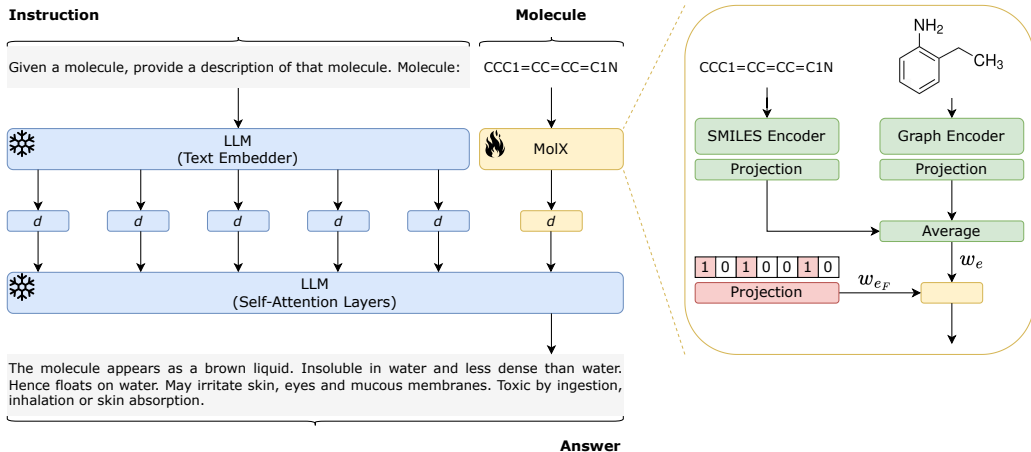 Instruction
Molecule
Given a molecule, provide a description of that molecule. Molecule:
CCC1=CC=CC=C1N
LLM
(Text Embedder)
MolX
d d d d d d
LLM
(Self-Attention Layers)
The molecule appears as a brown liquid. Insoluble in water and less dense than water.
Hence floats on water. May irritate skin, eyes and mucous membranes. Toxic by ingestion,
inhalation or skin absorption.
Answer
NH2
CH3
CCC1=CC=CC=C1N
SMILES Encoder
Graph Encoder
Projection
Projection
Average
we
1 0 1 0 0 1 0
Projection
weF